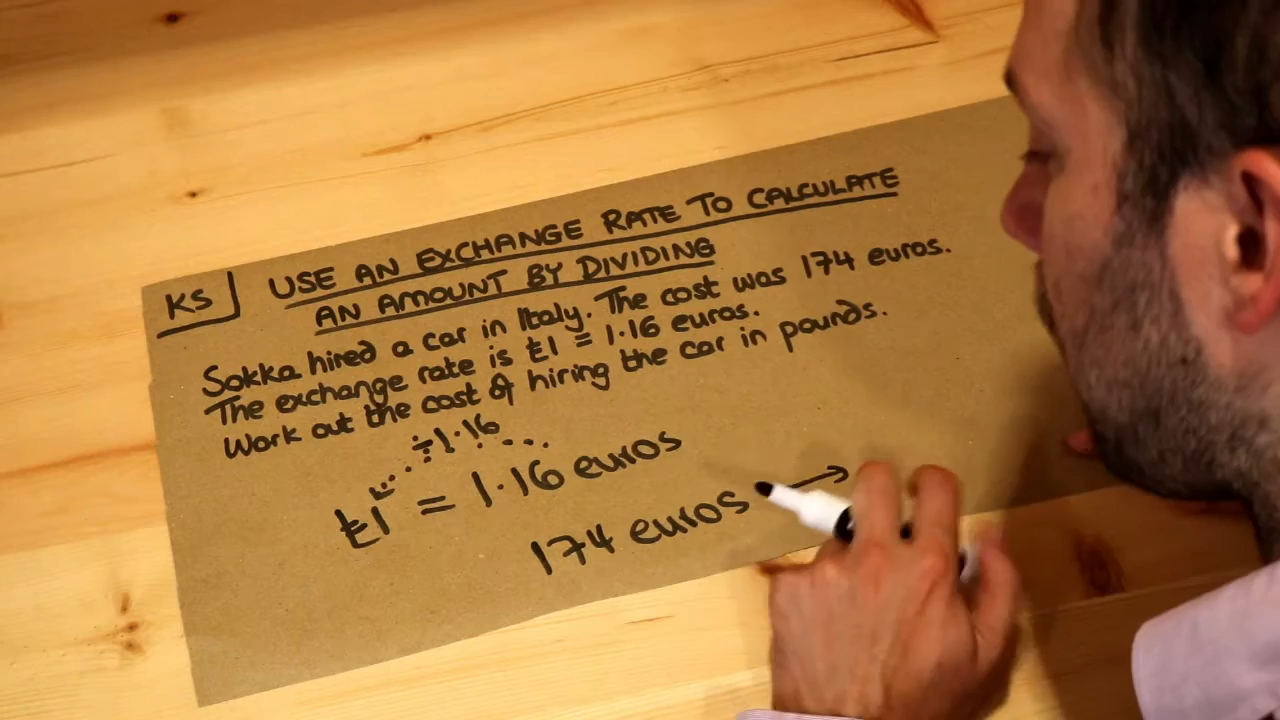 KS
USE AN EXCHANGE RATE TO CALCULATE
AN AMOUNT BY DIVIDING
Sokka hired a car in Italy. The cost was 174 euros.
The exchange rate is £1 = 1.16 euros.
Work out the cost of hiring the car in pounds.
÷1.16
£1 = 1.16 euros
174 euros →